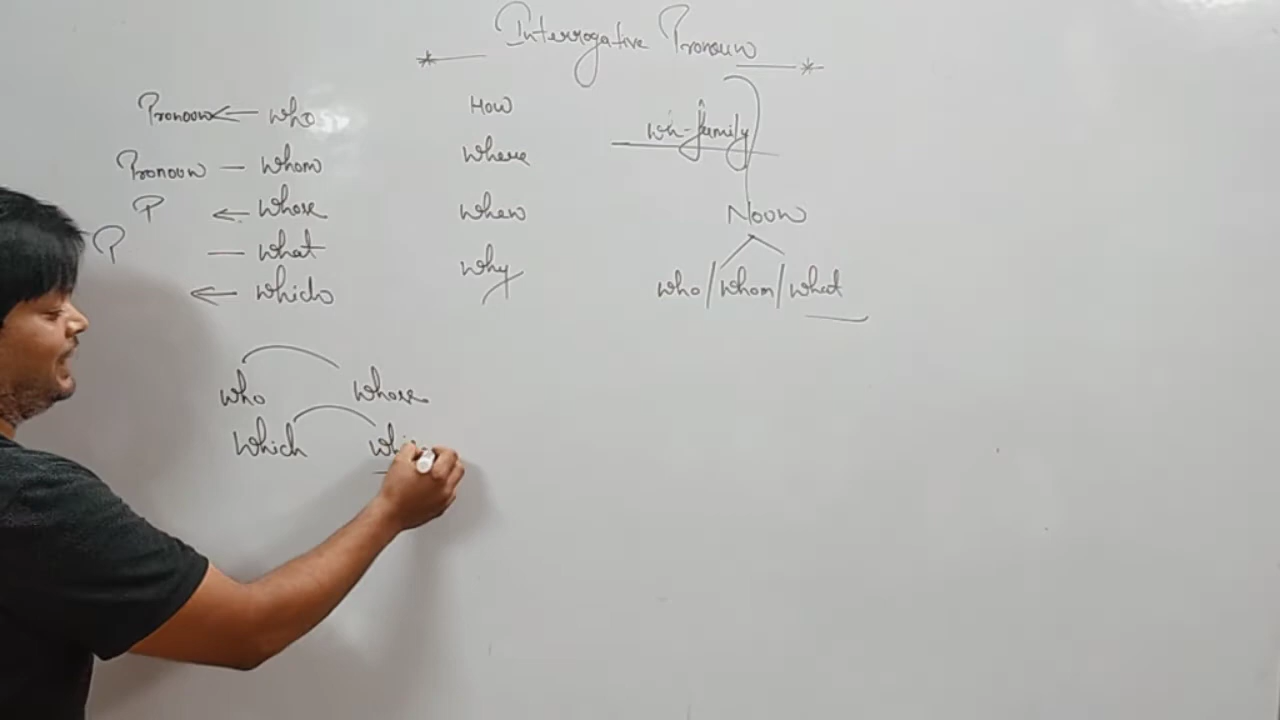 Interrogative Pronoun
Pronoun ← who
Pronoun — whom
P ← whose
P — what
← which
How
where
when
why
wh-family
Noun
who / whom / what
who whose
which